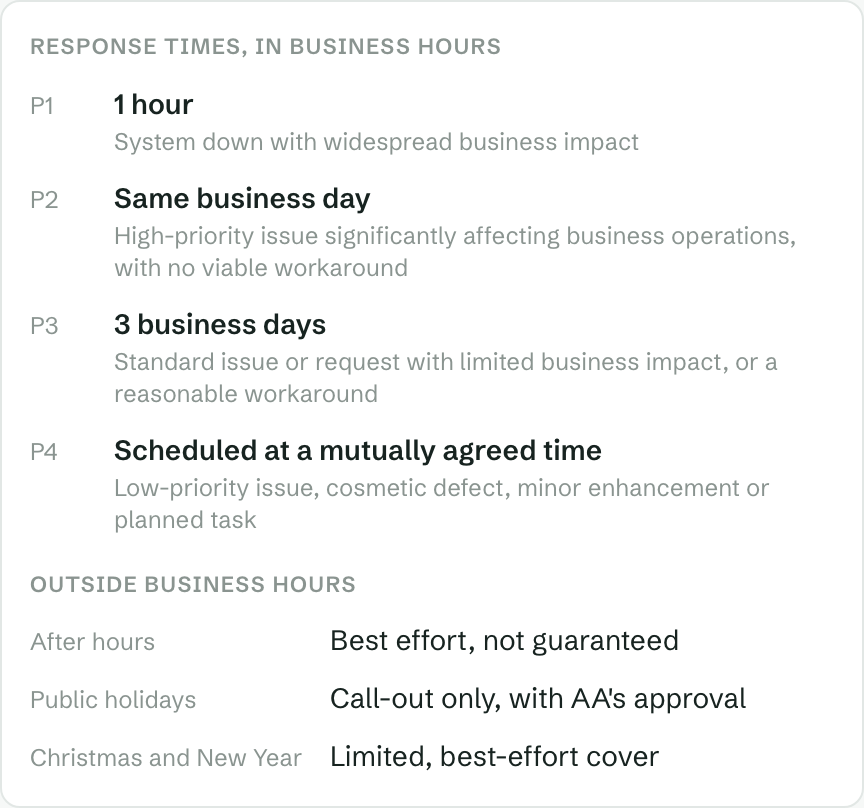 RESPONSE TIMES, IN BUSINESS HOURS
P1 1 hour
System down with widespread business impact
P2 Same business day
High-priority issue significantly affecting business operations,
with no viable workaround
P3 3 business days
Standard issue or request with limited business impact, or a
reasonable workaround
P4 Scheduled at a mutually agreed time
Low-priority issue, cosmetic defect, minor enhancement or
planned task
OUTSIDE BUSINESS HOURS
After hours Best effort, not guaranteed
Public holidays Call-out only, with AA's approval
Christmas and New Year Limited, best-effort cover